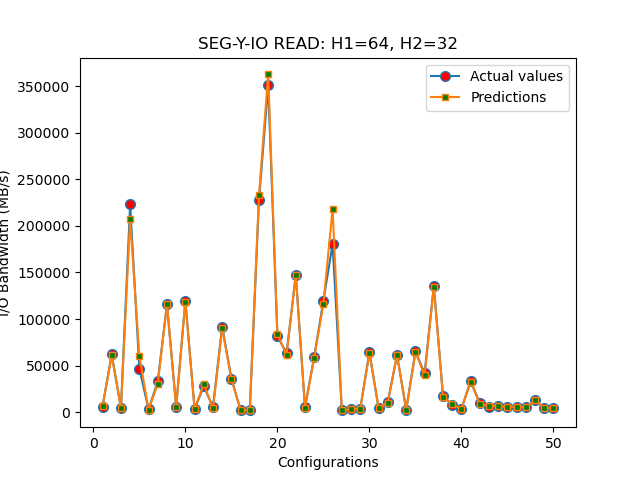 SEG-Y-IO READ: H1=64, H2=32
Actual values
Predictions
350000
300000
250000
200000
150000
100000
50000
0
I/O Bandwidth (MB/s)
0 10 20 30 40 50
Configurations